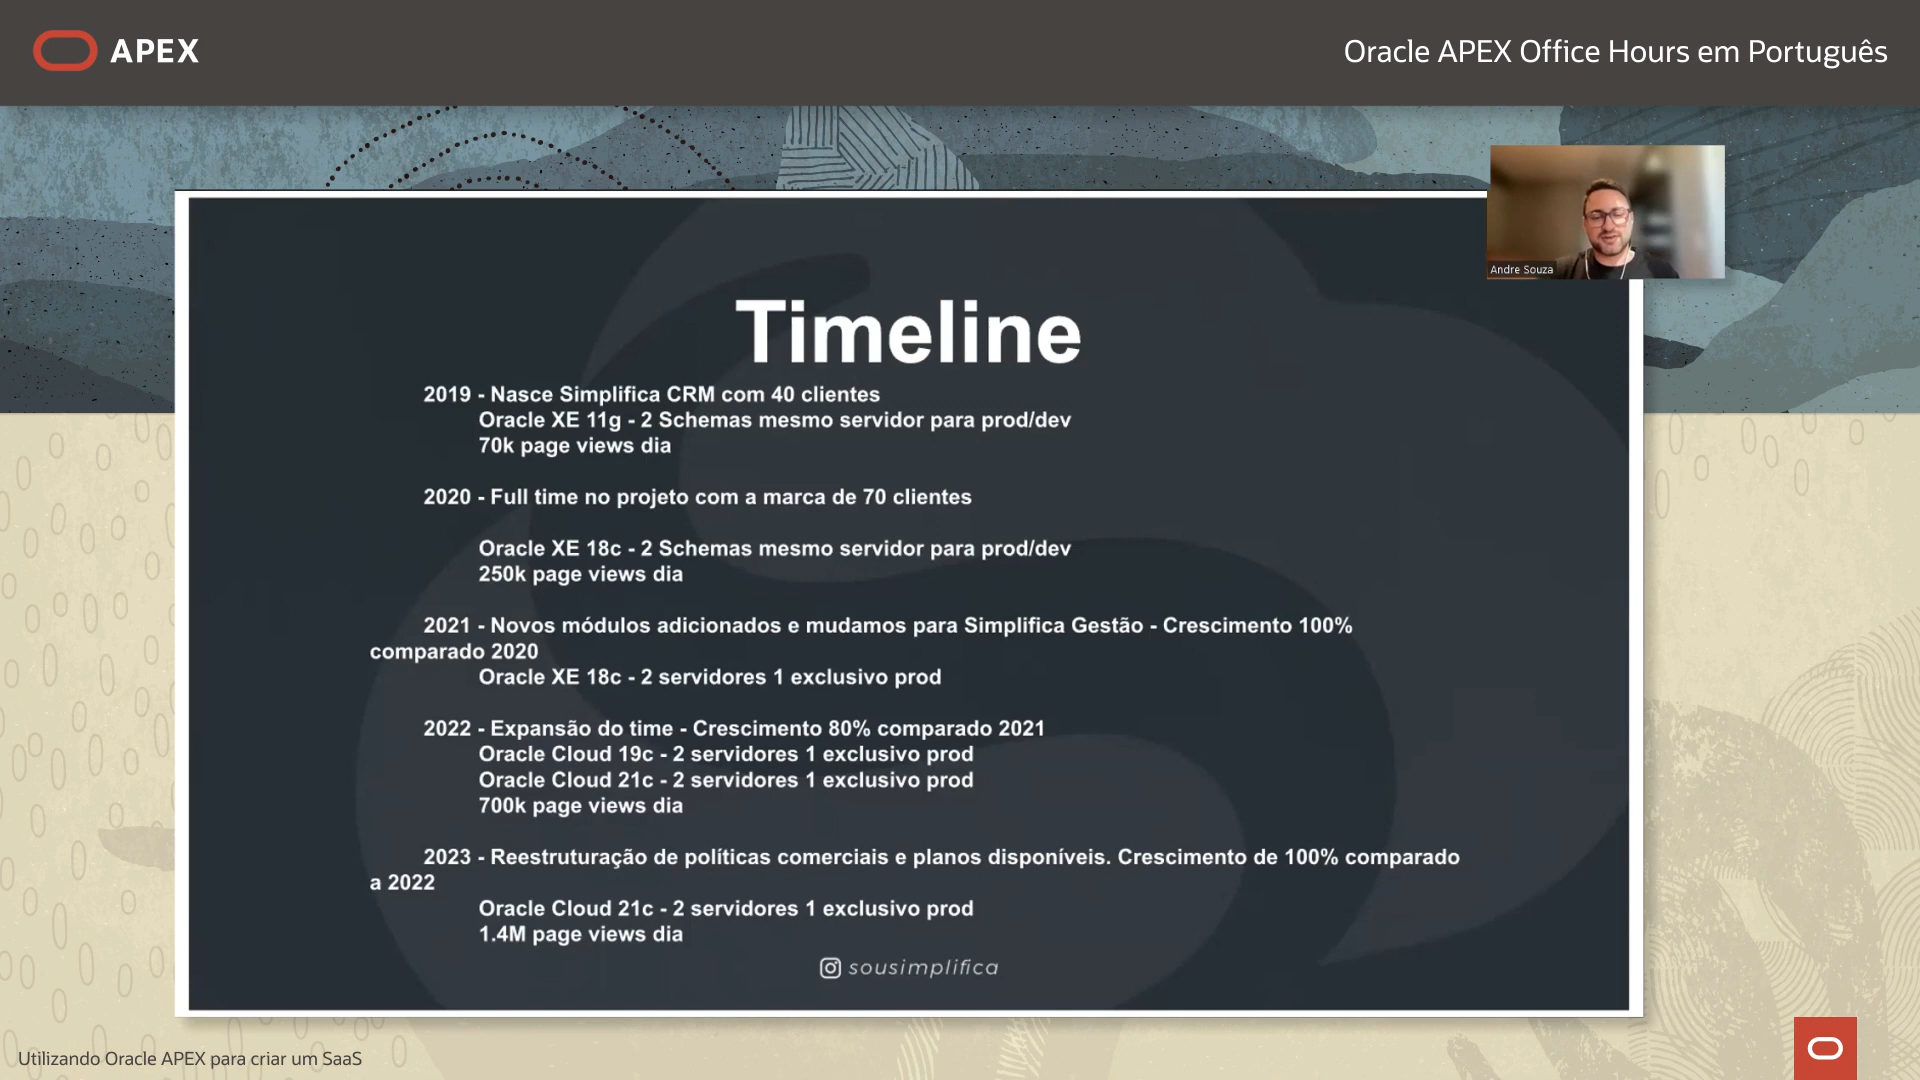 APEX
Oracle APEX Office Hours em Português
Andre Souza
Timeline
2019 - Nasce Simplifica CRM com 40 clientes
Oracle XE 11g - 2 Schemas mesmo servidor para prod/dev
70k page views dia
2020 - Full time no projeto com a marca de 70 clientes
Oracle XE 18c - 2 Schemas mesmo servidor para prod/dev
250k page views dia
2021 - Novos módulos adicionados e mudamos para Simplifica Gestão - Crescimento 100%
comparado 2020
Oracle XE 18c - 2 servidores 1 exclusivo prod
2022 - Expansão do time - Crescimento 80% comparado 2021
Oracle Cloud 19c - 2 servidores 1 exclusivo prod
Oracle Cloud 21c - 2 servidores 1 exclusivo prod
700k page views dia
2023 - Reestruturação de políticas comerciais e planos disponíveis. Crescimento de 100% comparado
a 2022
Oracle Cloud 21c - 2 servidores 1 exclusivo prod
1.4M page views dia
sousimplifica
Utilizando Oracle APEX para criar um SaaS